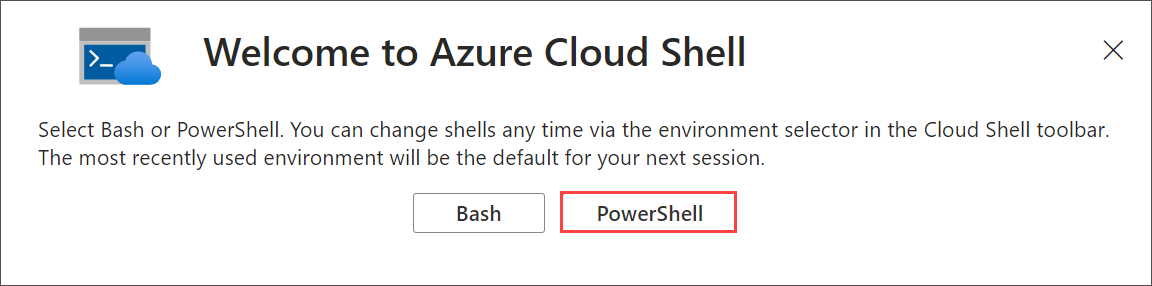 Welcome to Azure Cloud Shell
Select Bash or PowerShell. You can change shells any time via the environment selector in the Cloud Shell toolbar.
The most recently used environment will be the default for your next session.
Bash
PowerShell